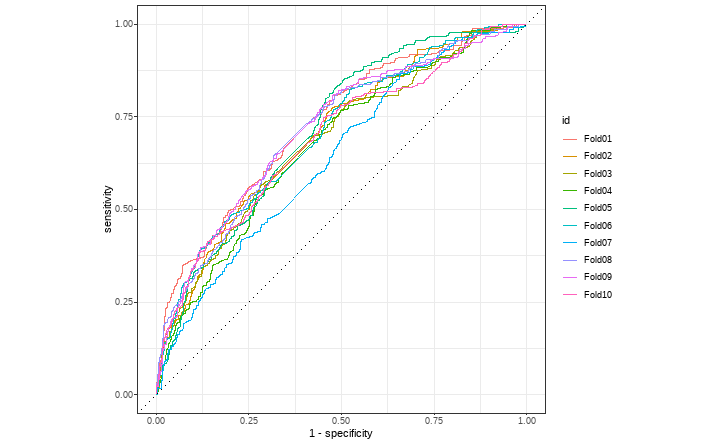 1.00
0.75
0.50
0.25
0.00
sensitivity
0.00 0.25 0.50 0.75 1.00
1 - specificity
id
Fold01
Fold02
Fold03
Fold04
Fold05
Fold06
Fold07
Fold08
Fold09
Fold10